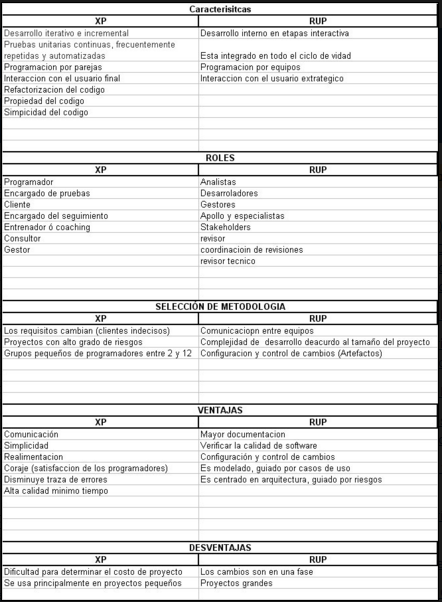 Caracterisitcas
XP RUP
Desarrollo iterativo e incremental Desarrollo interno en etapas interactiva
Pruebas unitarias continuas, frecuentemente
repetidas y automatizadas Esta integrado en todo el ciclo de vidad
Programacion por parejas Programacion por equipos
Interaccion con el usuario final Interaccion con el usuario extrategico
Refactorizacion del codigo
Propiedad del codigo
Simpicidad del codigo
ROLES
XP RUP
Programador Analistas
Encargado de pruebas Desarroladores
Cliente Gestores
Encargado del seguimiento Apollo y especialistas
Entrenador ó coaching Stakeholders
Consultor revisor
Gestor coordinacioin de revisiones
revisor tecnico
SELECCIÓN DE METODOLOGIA
XP RUP
Los requisitos cambian (clientes indecisos) Comunicaciopn entre equipos
Proyectos con alto grado de riesgos Complejidad de desarrollo deacurdo al tamaño del proyecto
Grupos pequeños de programadores entre 2 y 12 Configuracion y control de cambios (Artefactos)
VENTAJAS
XP RUP
Comunicación Mayor documentacion
Simplicidad Verificar la calidad de software
Realimentacion Configuración y control de cambios
Coraje (satisfaccion de los programadores) Es modelado, guiado por casos de uso
Disminuye traza de errores Es centrado en arquitectura, guiado por riesgos
Alta calidad minimo tiempo
DESVENTAJAS
XP RUP
Dificultad para determinar el costo de proyecto Los cambios son en una fase
Se usa principalmente en proyectos pequeños Proyectos grandes